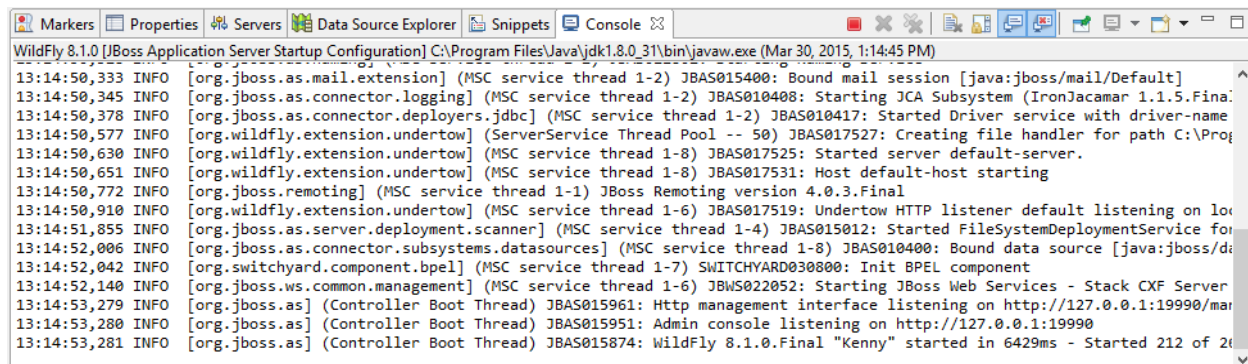 Markers Properties Servers Data Source Explorer Snippets Console
WildFly 8.1.0 [JBoss Application Server Startup Configuration] C:\Program Files\Java\jdk1.8.0_31\bin\javaw.exe (Mar 30, 2015, 1:14:45 PM)
13:14:50,333 INFO [org.jboss.as.mail.extension] (MSC service thread 1-2) JBAS015400: Bound mail session [java:jboss/mail/Default]
13:14:50,345 INFO [org.jboss.as.connector.logging] (MSC service thread 1-2) JBAS010408: Starting JCA Subsystem (IronJacamar 1.1.5.Final
13:14:50,378 INFO [org.jboss.as.connector.deployers.jdbc] (MSC service thread 1-2) JBAS010417: Started Driver service with driver-name
13:14:50,577 INFO [org.wildfly.extension.undertow] (ServerService Thread Pool -- 50) JBAS017527: Creating file handler for path C:\Prog
13:14:50,630 INFO [org.wildfly.extension.undertow] (MSC service thread 1-8) JBAS017525: Started server default-server.
13:14:50,651 INFO [org.wildfly.extension.undertow] (MSC service thread 1-8) JBAS017531: Host default-host starting
13:14:50,772 INFO [org.jboss.remoting] (MSC service thread 1-1) JBoss Remoting version 4.0.3.Final
13:14:50,910 INFO [org.wildfly.extension.undertow] (MSC service thread 1-6) JBAS017519: Undertow HTTP listener default listening on loc
13:14:51,855 INFO [org.jboss.as.server.deployment.scanner] (MSC service thread 1-4) JBAS015012: Started FileSystemDeploymentService for
13:14:52,006 INFO [org.jboss.as.connector.subsystems.datasources] (MSC service thread 1-8) JBAS010400: Bound data source [java:jboss/da
13:14:52,042 INFO [org.switchyard.component.bpel] (MSC service thread 1-7) SWITCHYARD030800: Init BPEL component
13:14:52,140 INFO [org.jboss.ws.common.management] (MSC service thread 1-6) JBWS022052: Starting JBoss Web Services - Stack CXF Server
13:14:53,279 INFO [org.jboss.as] (Controller Boot Thread) JBAS015961: Http management interface listening on http://127.0.0.1:19990/man
13:14:53,280 INFO [org.jboss.as] (Controller Boot Thread) JBAS015951: Admin console listening on http://127.0.0.1:19990
13:14:53,281 INFO [org.jboss.as] (Controller Boot Thread) JBAS015874: WildFly 8.1.0.Final "Kenny" started in 6429ms - Started 212 of 26